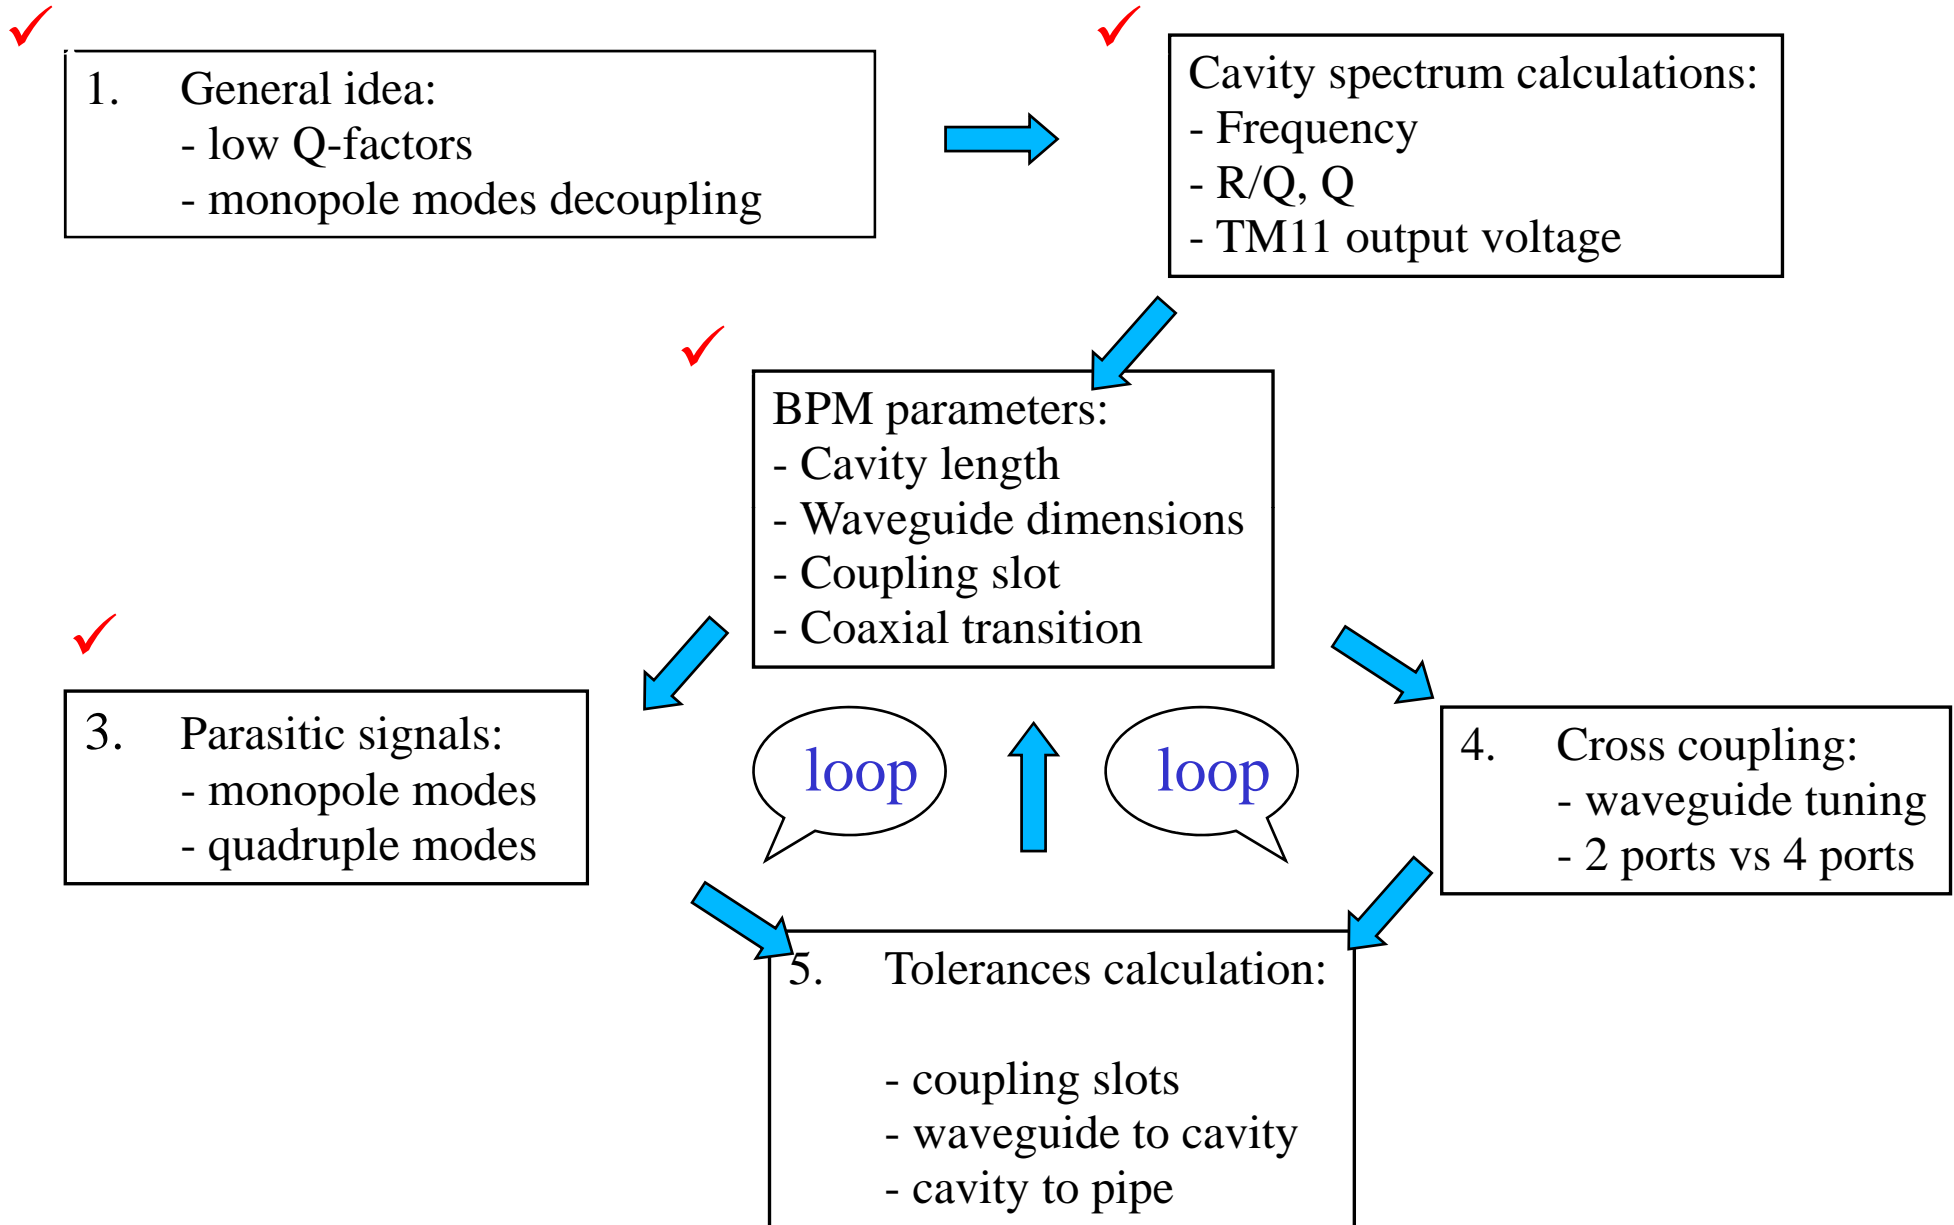 1. General idea:
- low Q-factors
- monopole modes decoupling
Cavity spectrum calculations:
- Frequency
- R/Q, Q
- TM11 output voltage
BPM parameters:
- Cavity length
- Waveguide dimensions
- Coupling slot
- Coaxial transition
3. Parasitic signals:
- monopole modes
- quadruple modes
loop
loop
4. Cross coupling:
- waveguide tuning
- 2 ports vs 4 ports
5. Tolerances calculation:
- coupling slots
- waveguide to cavity
- cavity to pipe